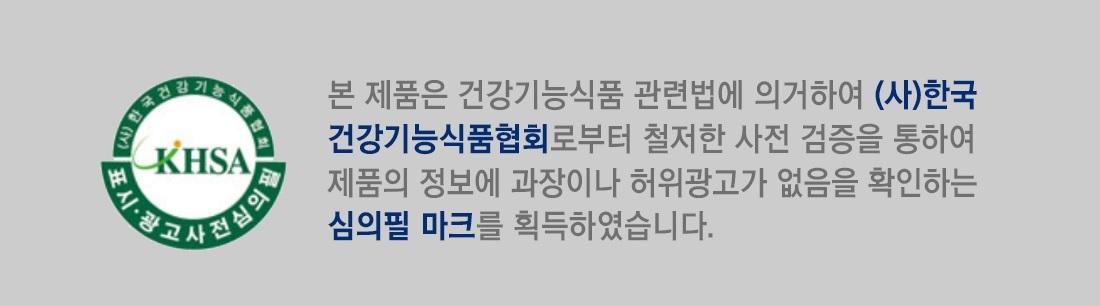 (사)한국건강기능식품협회
KHSA
표시·광고사전심의필
본 제품은 건강기능식품 관련법에 의거하여 (사)한국
건강기능식품협회로부터 철저한 사전 검증을 통하여
제품의 정보에 과장이나 허위광고가 없음을 확인하는
심의필 마크를 획득하였습니다.